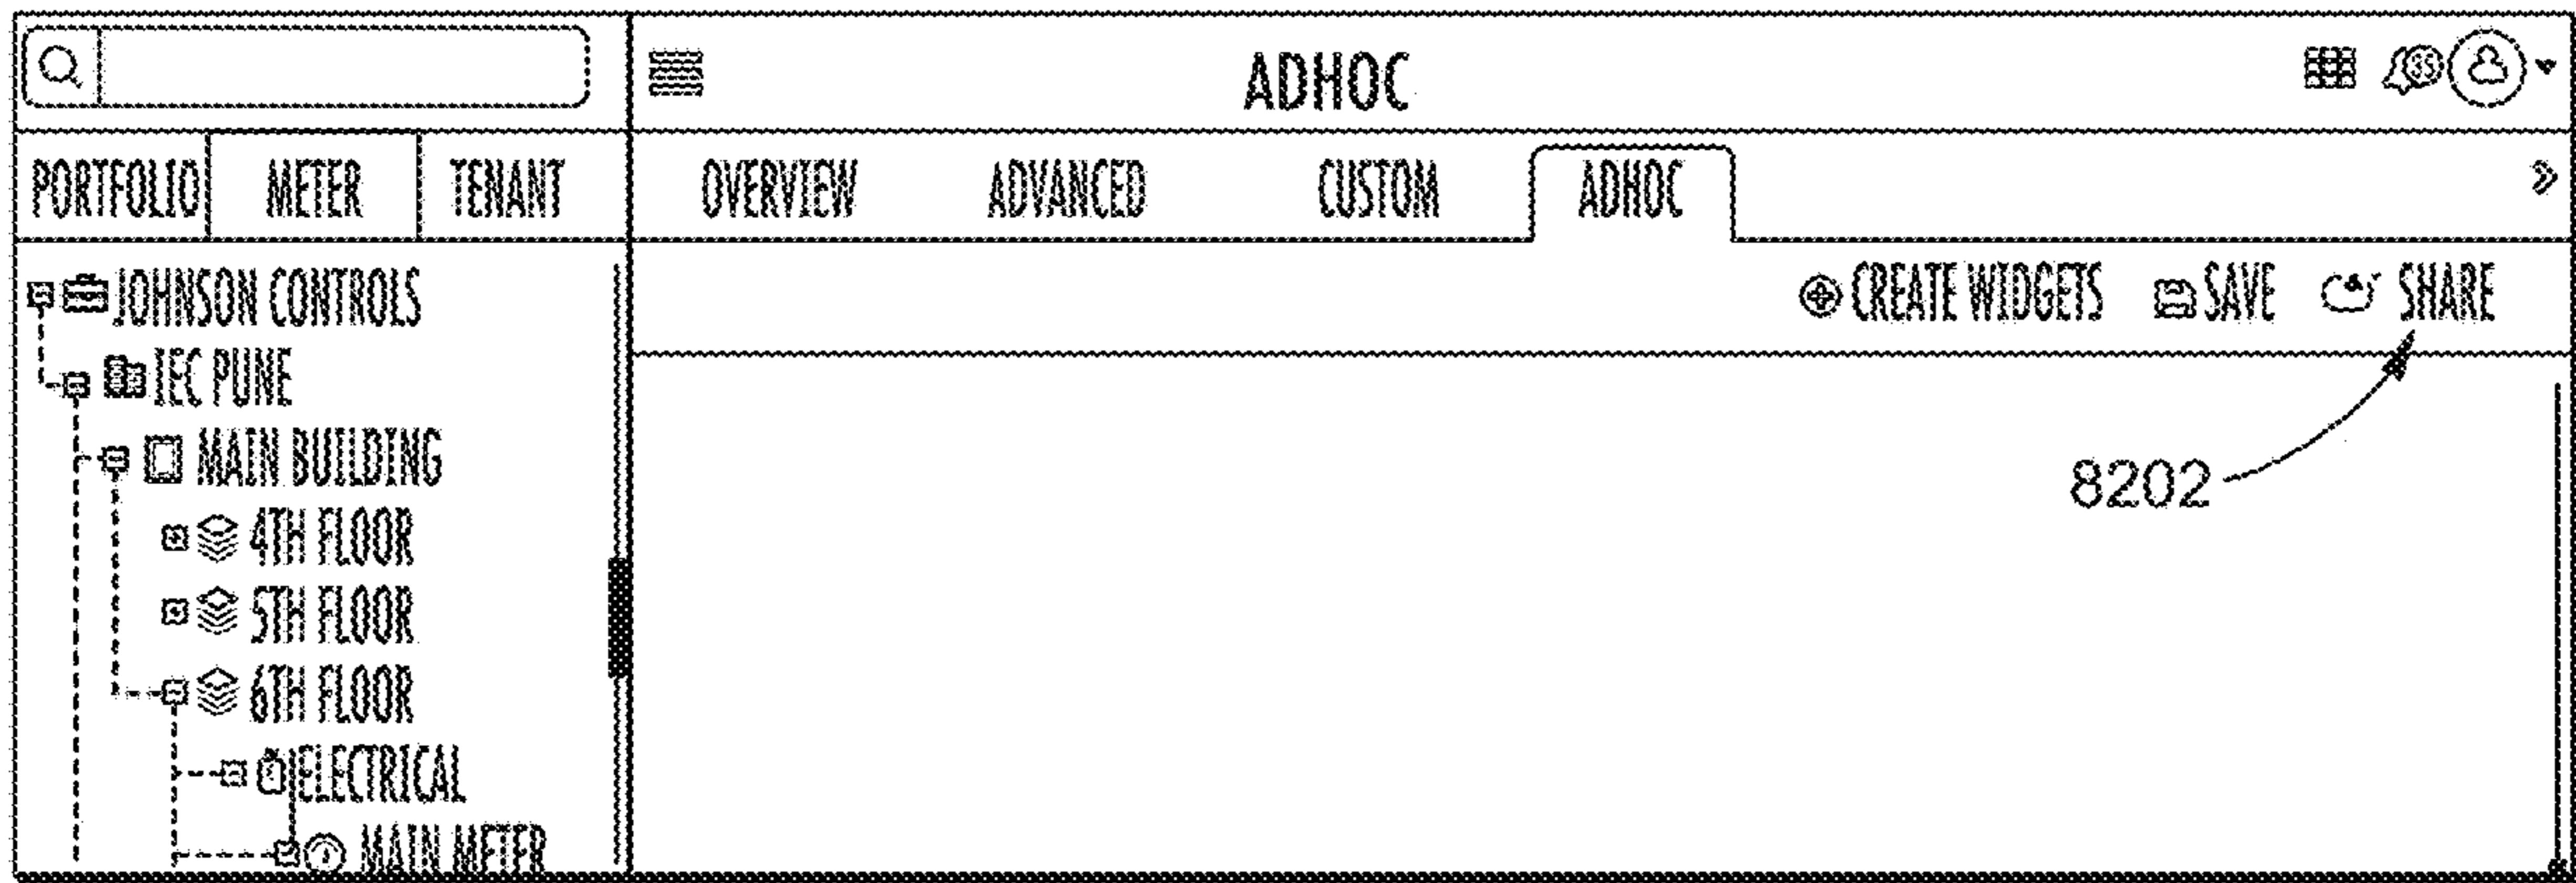 ADHOC
35
PORTFOLIO METER TENANT
OVERVIEW ADVANCED CUSTOM ADHOC
JOHNSON CONTROLS
CREATE WIDGETS SAVE SHARE
IEC PUNE
MAIN BUILDING
8202
4TH FLOOR
5TH FLOOR
6TH FLOOR
ELECTRICAL
MAIN METER